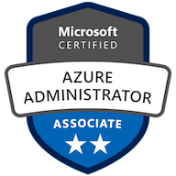 Microsoft
CERTIFIED
AZURE
ADMINISTRATOR
ASSOCIATE